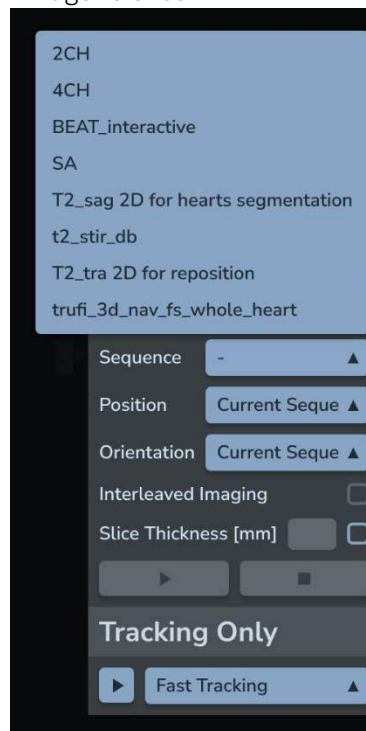 2CH
4CH
BEAT_interactive
SA
T2_sag 2D for hearts segmentation
t2_stir_db
T2_tra 2D for reposition
trufi_3d_nav_fs_whole_heart
Sequence - ▲
Position Current Seque ▲
Orientation Current Seque ▲
Interleaved Imaging
Slice Thickness [mm]
Tracking Only
Fast Tracking ▲